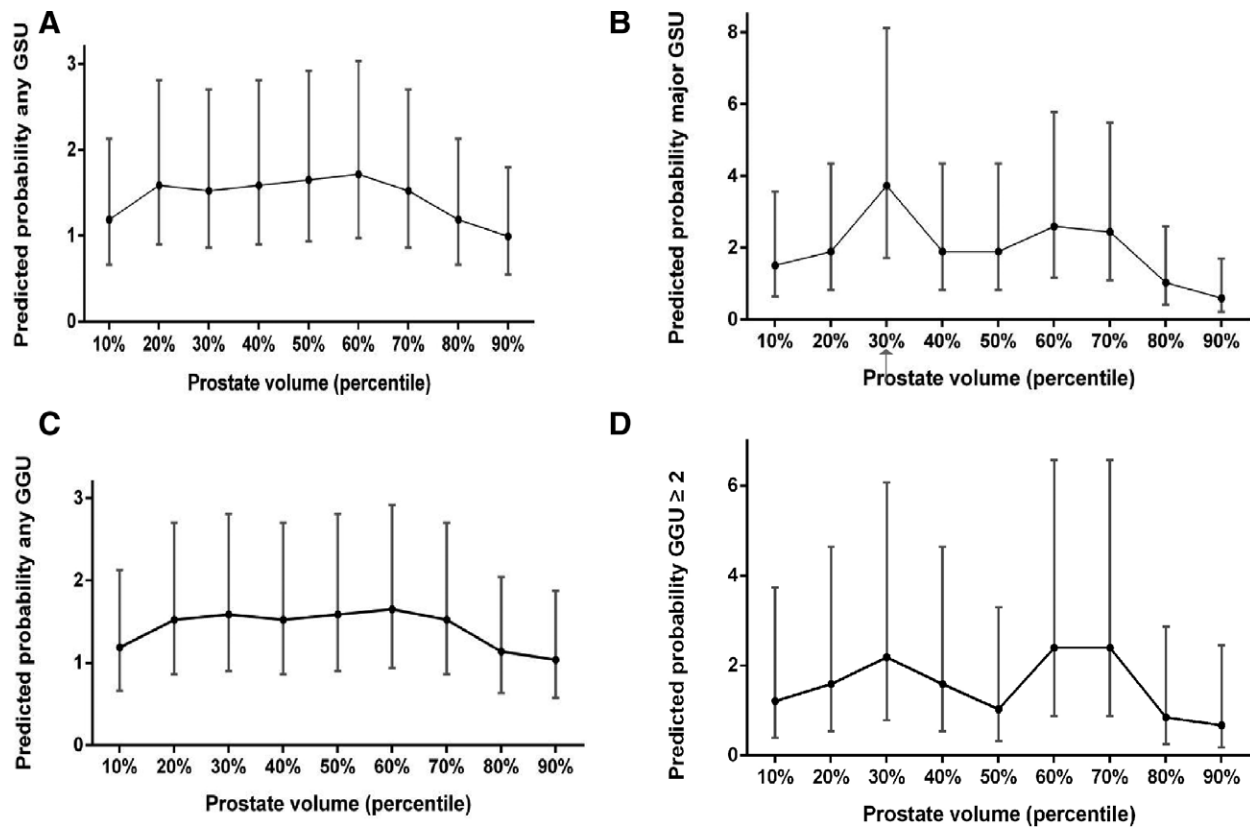 A
Predicted probability any GSU
3
2
1
0
10% 20% 30% 40% 50% 60% 70% 80% 90%
Prostate volume (percentile)
B
Predicted probability major GSU
8
6
4
2
0
10% 20% 30% 40% 50% 60% 70% 80% 90%
Prostate volume (percentile)
C
Predicted probability any GGU
3
2
1
0
10% 20% 30% 40% 50% 60% 70% 80% 90%
Prostate volume (percentile)
D
Predicted probability GGU ≥ 2
6
4
2
0
10% 20% 30% 40% 50% 60% 70% 80% 90%
Prostate volume (percentile)